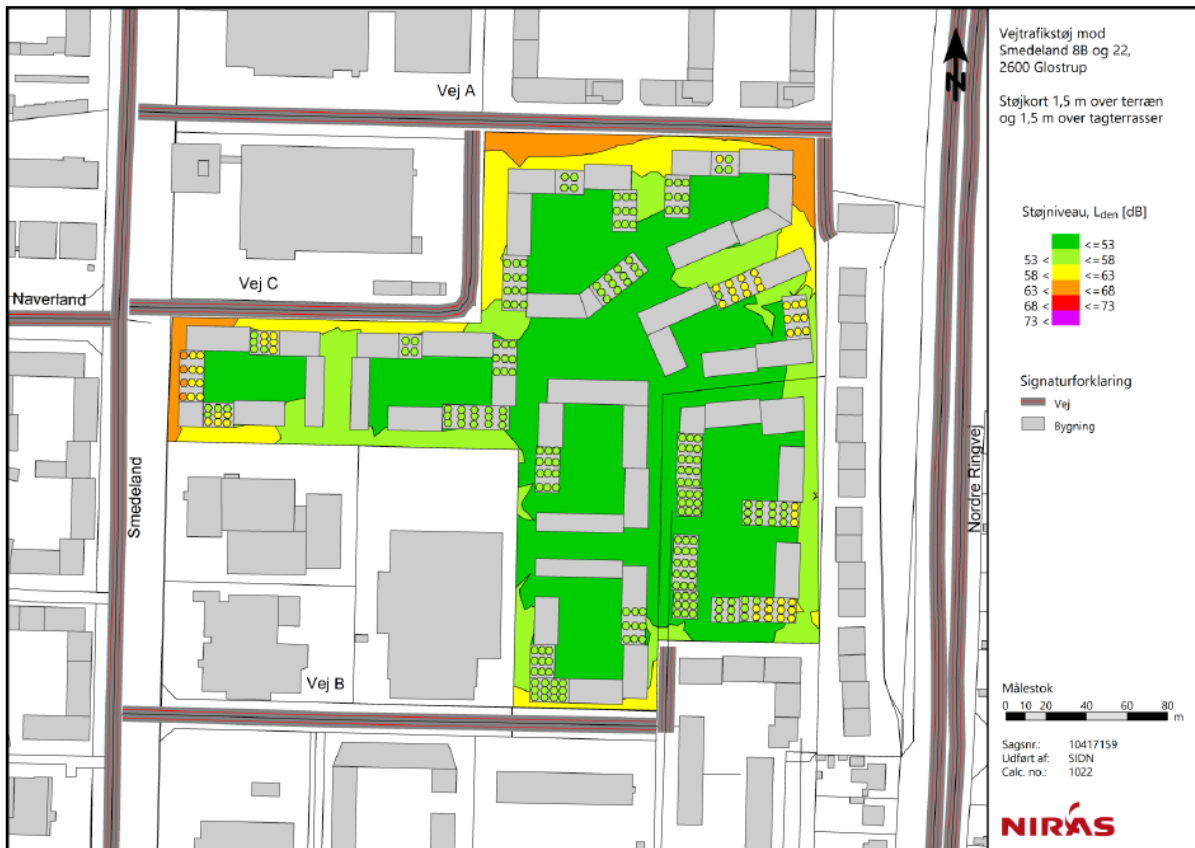 Vejtrafikstøj mod
Smedeland 8B og 22,
2600 Glostrup
Støjkort 1,5 m over terræn
og 1,5 m over tagterrasser
N
Støjniveau, Lden [dB]
<= 53
53 < <= 58
58 < <= 63
63 < <= 68
68 < <= 73
73 <
Signaturforklaring
Vej
Bygning
Vej A
Vej C
Naverland
Smedeland
Vej B
Nordre Ringvej
Målestok
0 10 20 40 60 80
m
Sagsnr.: 10417159
Udført af: SIDN
Calc. no.: 1022
NIRAS